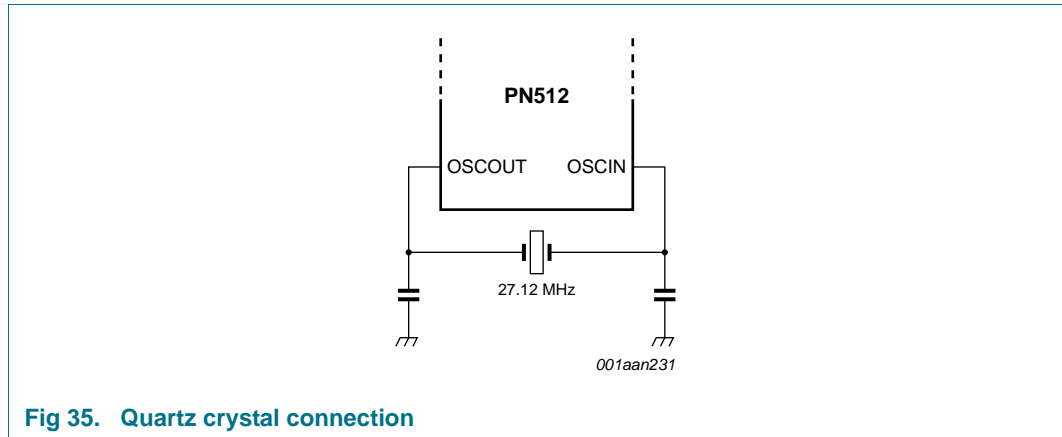 PN512
OSCOUT OSCIN
27.12 MHz
001aan231
Fig 35. Quartz crystal connection